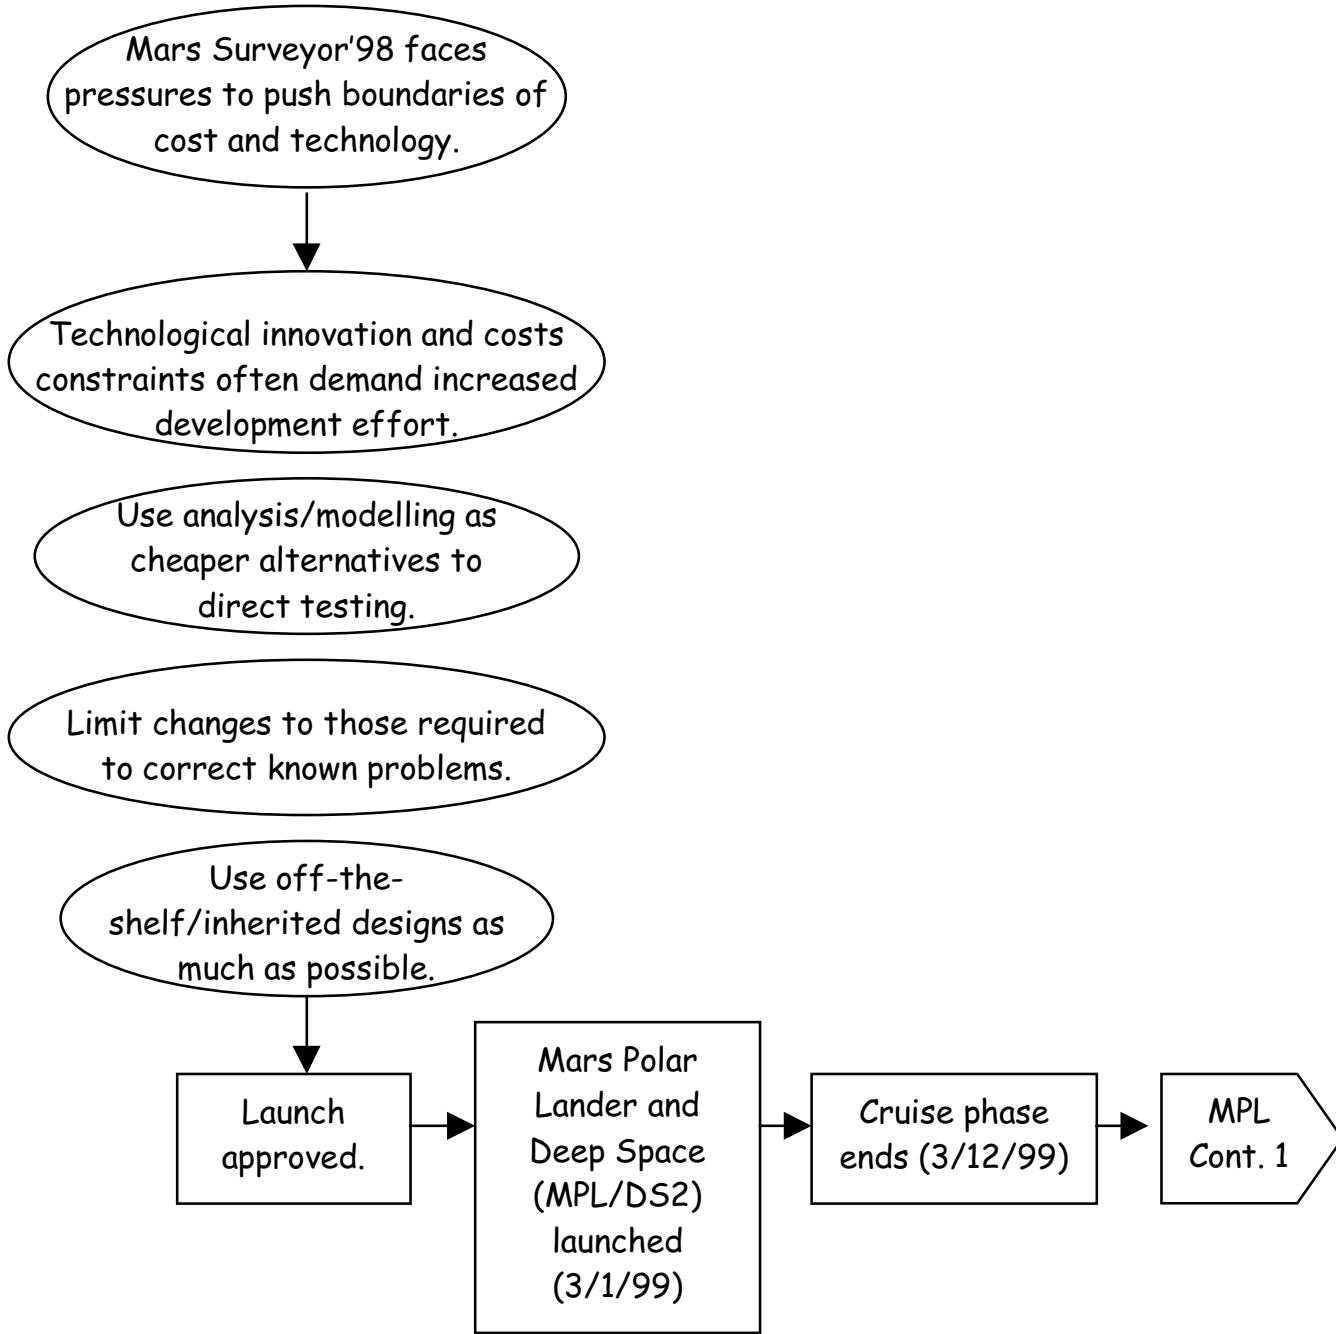 Mars Surveyor'98 faces
pressures to push boundaries of
cost and technology.
Technological innovation and costs
constraints often demand increased
development effort.
Use analysis/modelling as
cheaper alternatives to
direct testing.
Limit changes to those required
to correct known problems.
Use off-the-
shelf/inherited designs as
much as possible.
Launch
approved.
Mars Polar
Lander and
Deep Space
(MPL/DS2)
launched
(3/1/99)
Cruise phase
ends (3/12/99)
MPL
Cont. 1